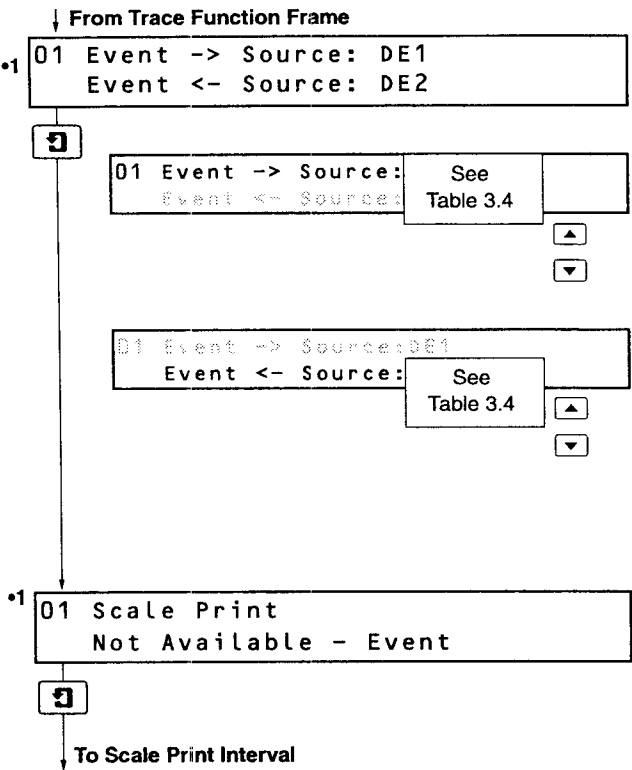 From Trace Function Frame
•1
01 Event -> Source: DE1
Event <- Source: DE2
01 Event -> Source:
See
Event <- Source:
Table 3.4
01 Event -> Source:DE1
Event <- Source:
See
Table 3.4
•1
01 Scale Print
Not Available - Event
To Scale Print Interval